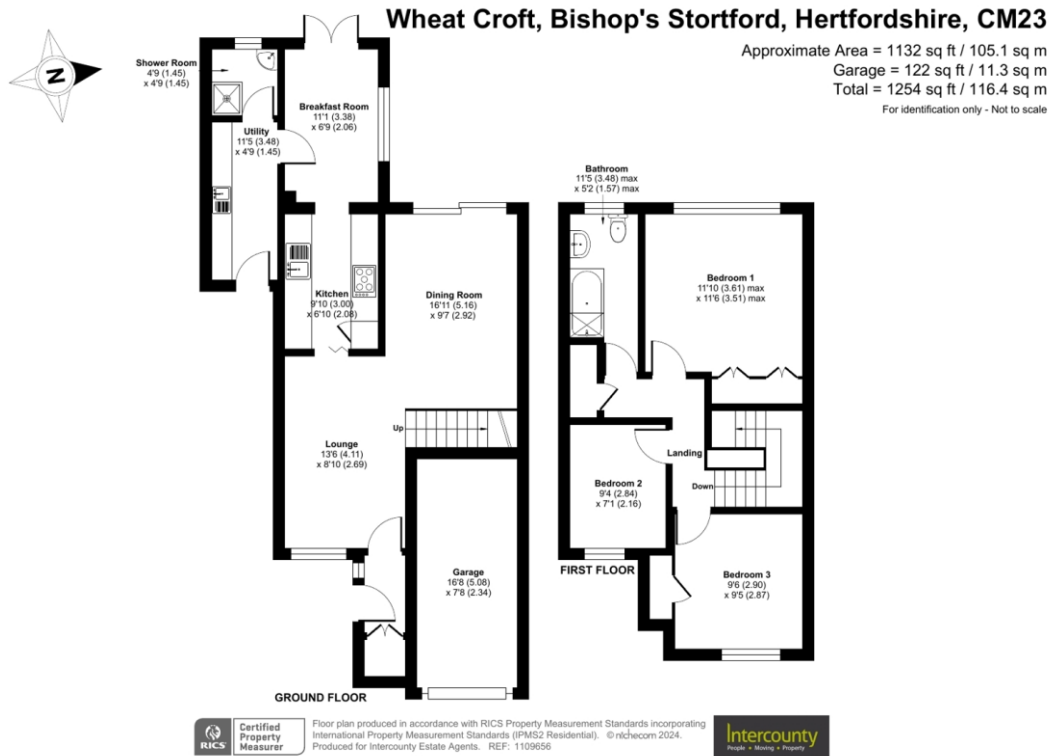 Wheat Croft, Bishop's Stortford, Hertfordshire, CM23
Approximate Area = 1132 sq ft / 105.1 sq m
Garage = 122 sq ft / 11.3 sq m
Total = 1254 sq ft / 116.4 sq m
For identification only - Not to scale
N
Shower Room
4'9 (1.45)
x 4'9 (1.45)
Breakfast Room
11'1 (3.38)
x 6'9 (2.06)
Utility
11'5 (3.48)
x 4'9 (1.45)
Kitchen
9'10 (3.00)
x 6'10 (2.08)
Dining Room
16'11 (5.16)
x 9'7 (2.92)
Up
Lounge
13'6 (4.11)
x 8'10 (2.69)
Garage
16'8 (5.08)
x 7'8 (2.34)
GROUND FLOOR
Bathroom
11'5 (3.48) max
x 5'2 (1.57) max
Bedroom 1
11'10 (3.61) max
x 11'6 (3.51) max
Landing
Down
Bedroom 2
9'4 (2.84)
x 7'1 (2.16)
Bedroom 3
9'6 (2.90)
x 9'5 (2.87)
FIRST FLOOR
RICS
Certified
Property
Measurer
Floor plan produced in accordance with RICS Property Measurement Standards incorporating
International Property Measurement Standards (IPMS2 Residential). © nichecom 2024.
Produced for Intercounty Estate Agents. REF: 1109656
Intercounty
People • Moving • Property